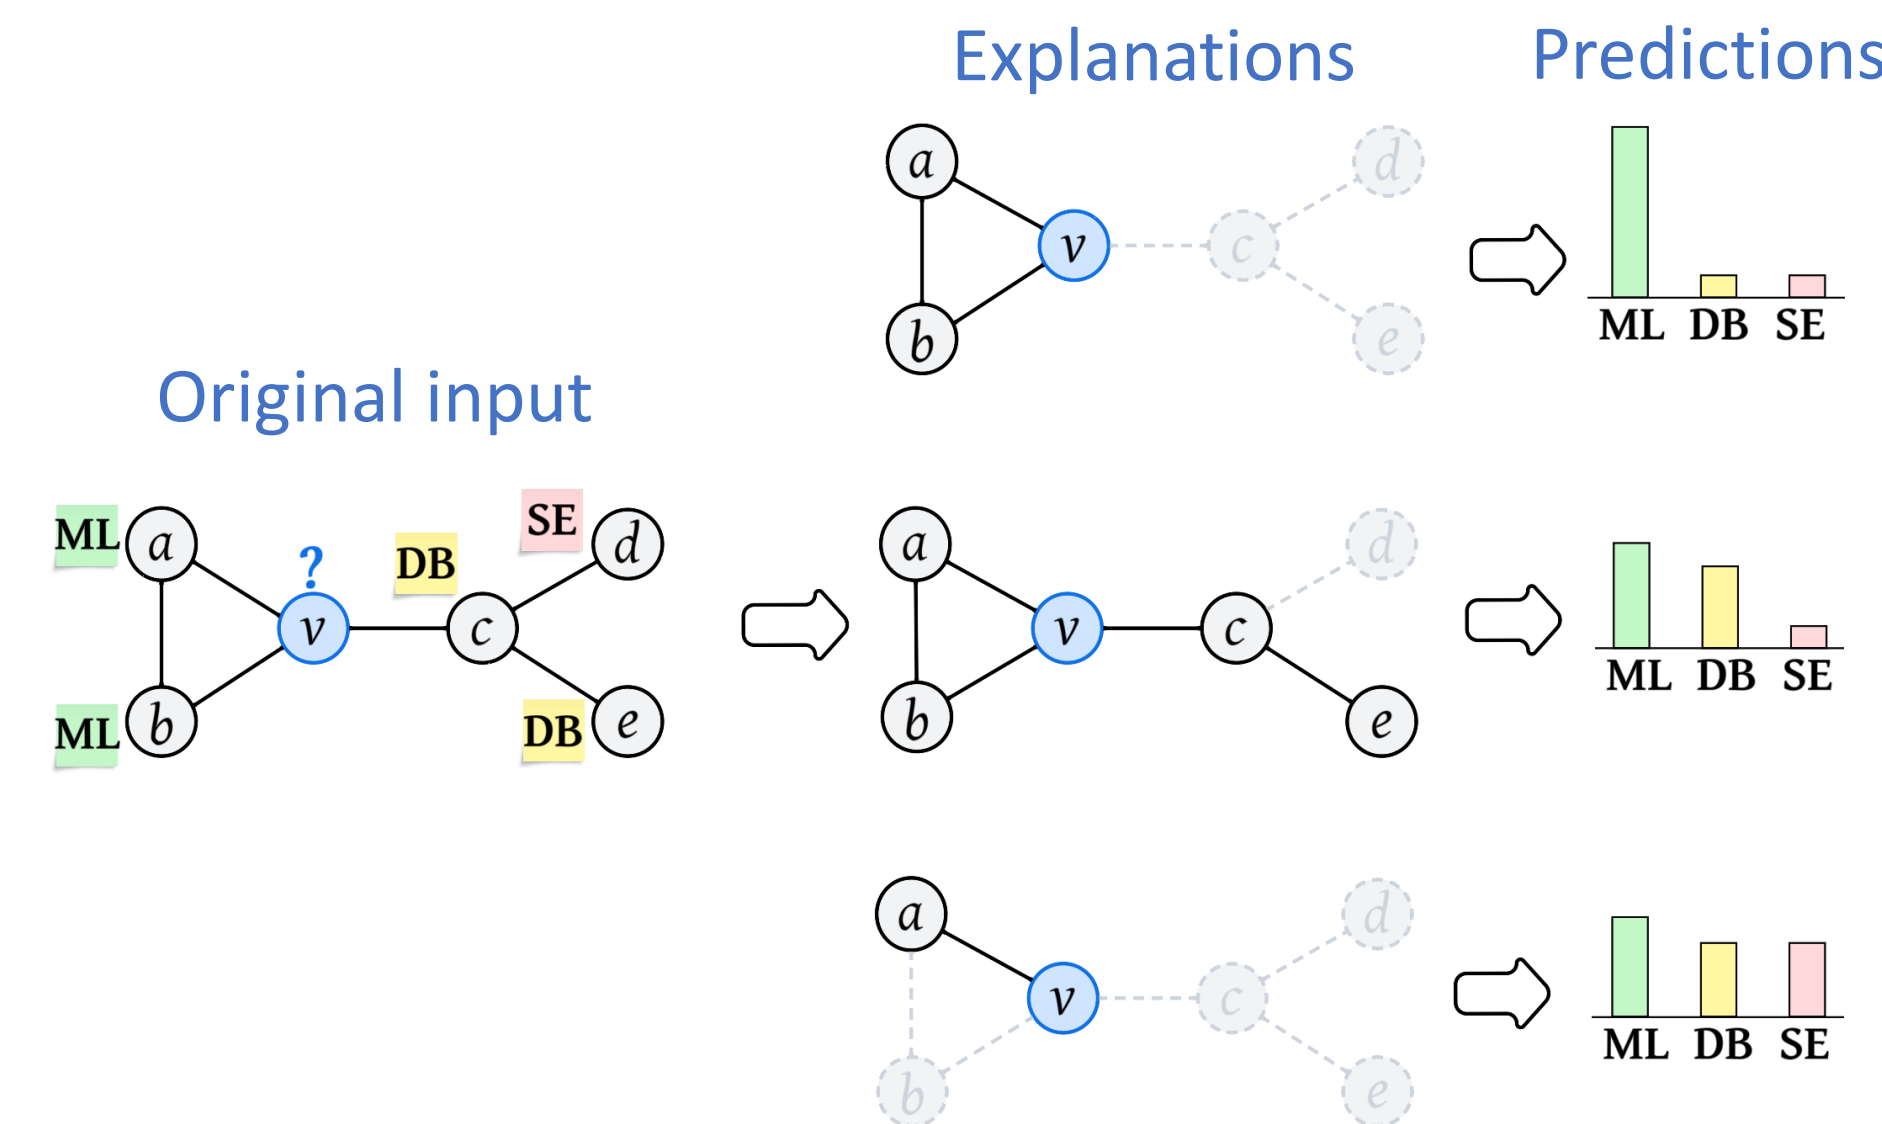 Explanations
Predictions
a
d
v
c
b
e
ML DB SE
Original input
ML
a
?
v
DB
c
SE
d
ML
b
DB
e
a
d
v
c
b
e
ML DB SE
a
d
v
c
b
e
ML DB SE